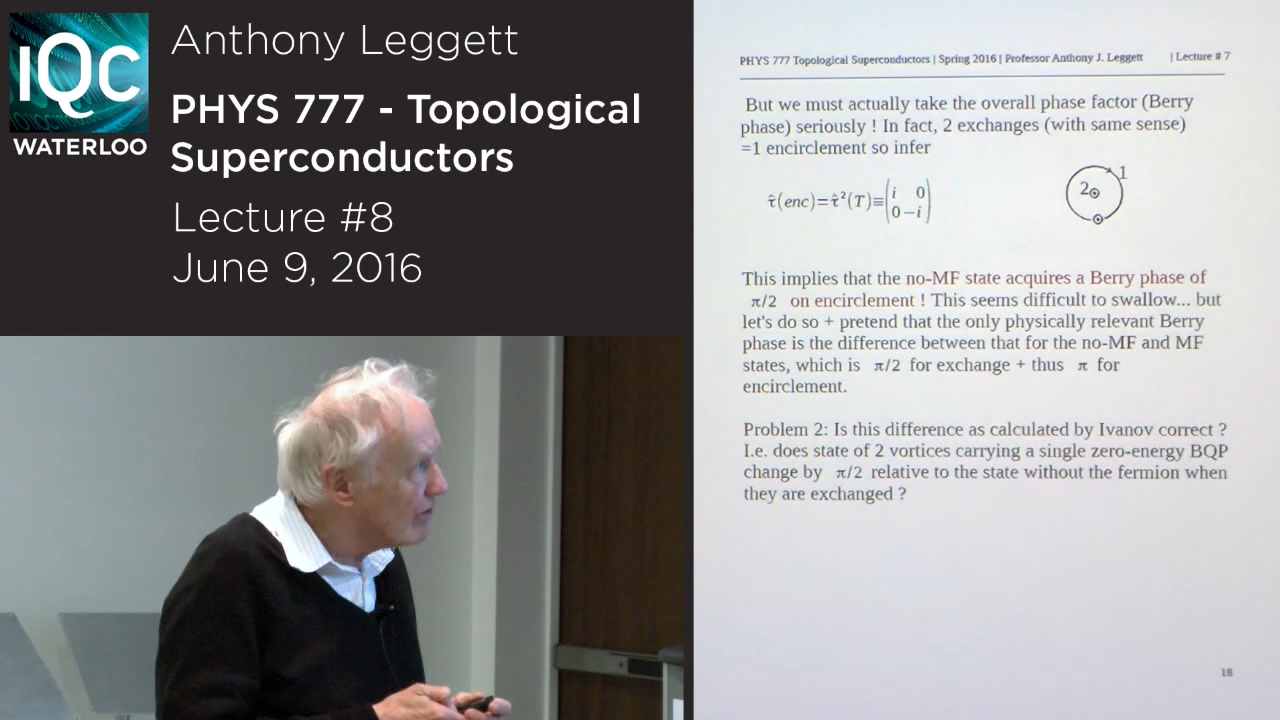 IQC
WATERLOO
Anthony Leggett
PHYS 777 - Topological
Superconductors
Lecture #8
June 9, 2016
PHYS 777 Topological Superconductors | Spring 2016 | Professor Anthony J. Leggett | Lecture # 7
But we must actually take the overall phase factor (Berry
phase) seriously ! In fact, 2 exchanges (with same sense)
=1 encirclement so infer
τ̂(enc)=τ̂²(T)≡(i 0
0 −i)
1
2
This implies that the no-MF state acquires a Berry phase of
π/2 on encirclement ! This seems difficult to swallow... but
let's do so + pretend that the only physically relevant Berry
phase is the difference between that for the no-MF and MF
states, which is π/2 for exchange + thus π for
encirclement.
Problem 2: Is this difference as calculated by Ivanov correct ?
I.e. does state of 2 vortices carrying a single zero-energy BQP
change by π/2 relative to the state without the fermion when
they are exchanged ?
18